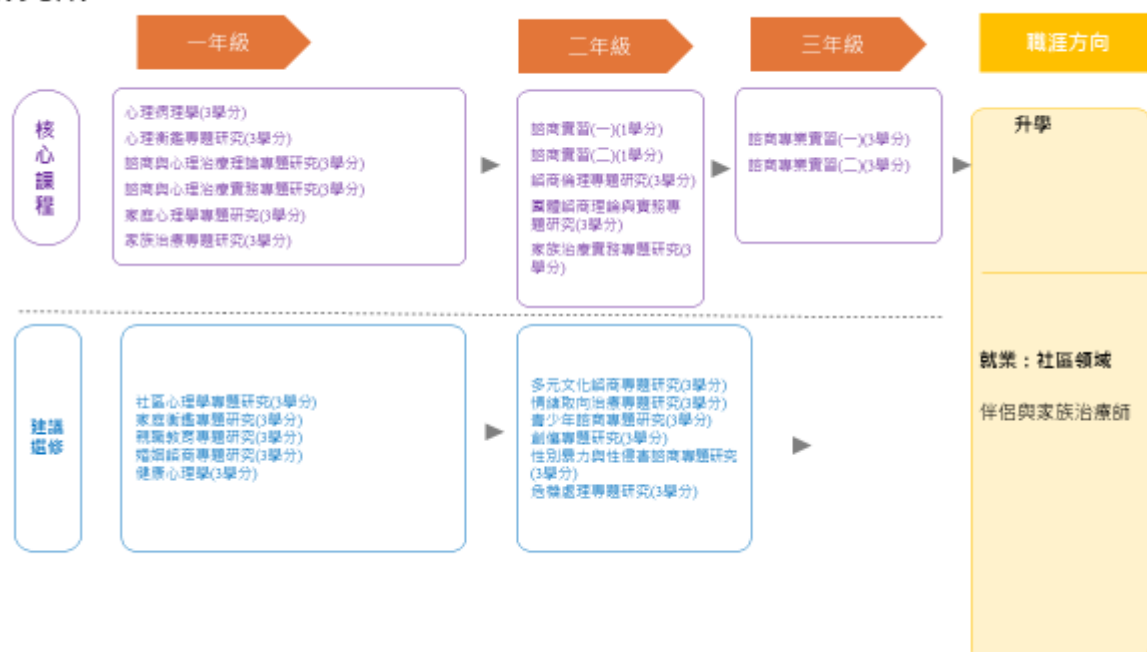 一年級
二年級
三年級
職涯方向
核心課程
心理病理學(3學分)
心理衡鑑專題研究(3學分)
諮商與心理治療理論專題研究(3學分)
諮商與心理治療實務專題研究(3學分)
家庭心理學專題研究(3學分)
家族治療專題研究(3學分)
諮商實習(一)(1學分)
諮商實習(二)(1學分)
諮商倫理專題研究(3學分)
團體諮商理論與實務專
題研究(3學分)
家族治療實務專題研究(3
學分)
諮商專業實習(一)(3學分)
諮商專業實習(二)(3學分)
升學
建議
選修
社區心理學專題研究(3學分)
家庭衡鑑專題研究(3學分)
親職教育專題研究(3學分)
婚姻諮商專題研究(3學分)
健康心理學(3學分)
多元文化諮商專題研究(3學分)
情緒取向治療專題研究(3學分)
青少年諮商專題研究(3學分)
創傷專題研究(3學分)
性別暴力與性侵害諮商專題研究
(3學分)
危機處理專題研究(3學分)
就業：社區領域
伴侶與家族治療師